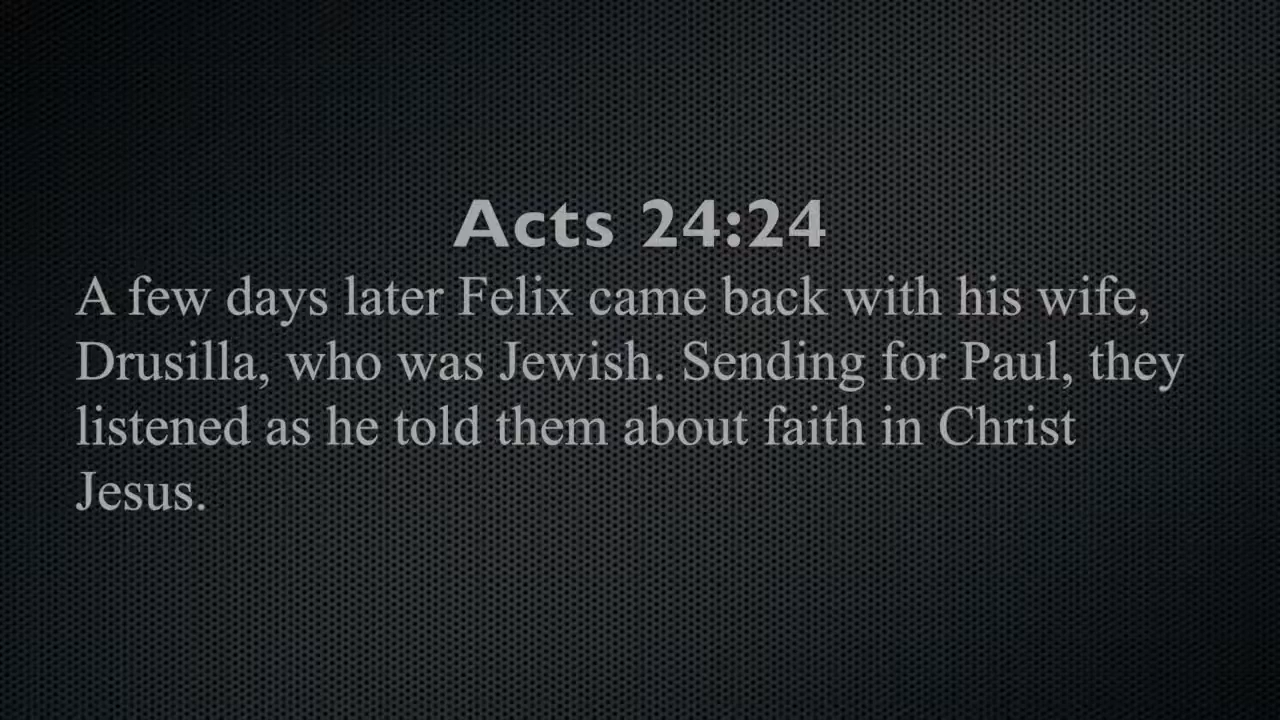 Acts 24:24
A few days later Felix came back with his wife,
Drusilla, who was Jewish. Sending for Paul, they
listened as he told them about faith in Christ
Jesus.